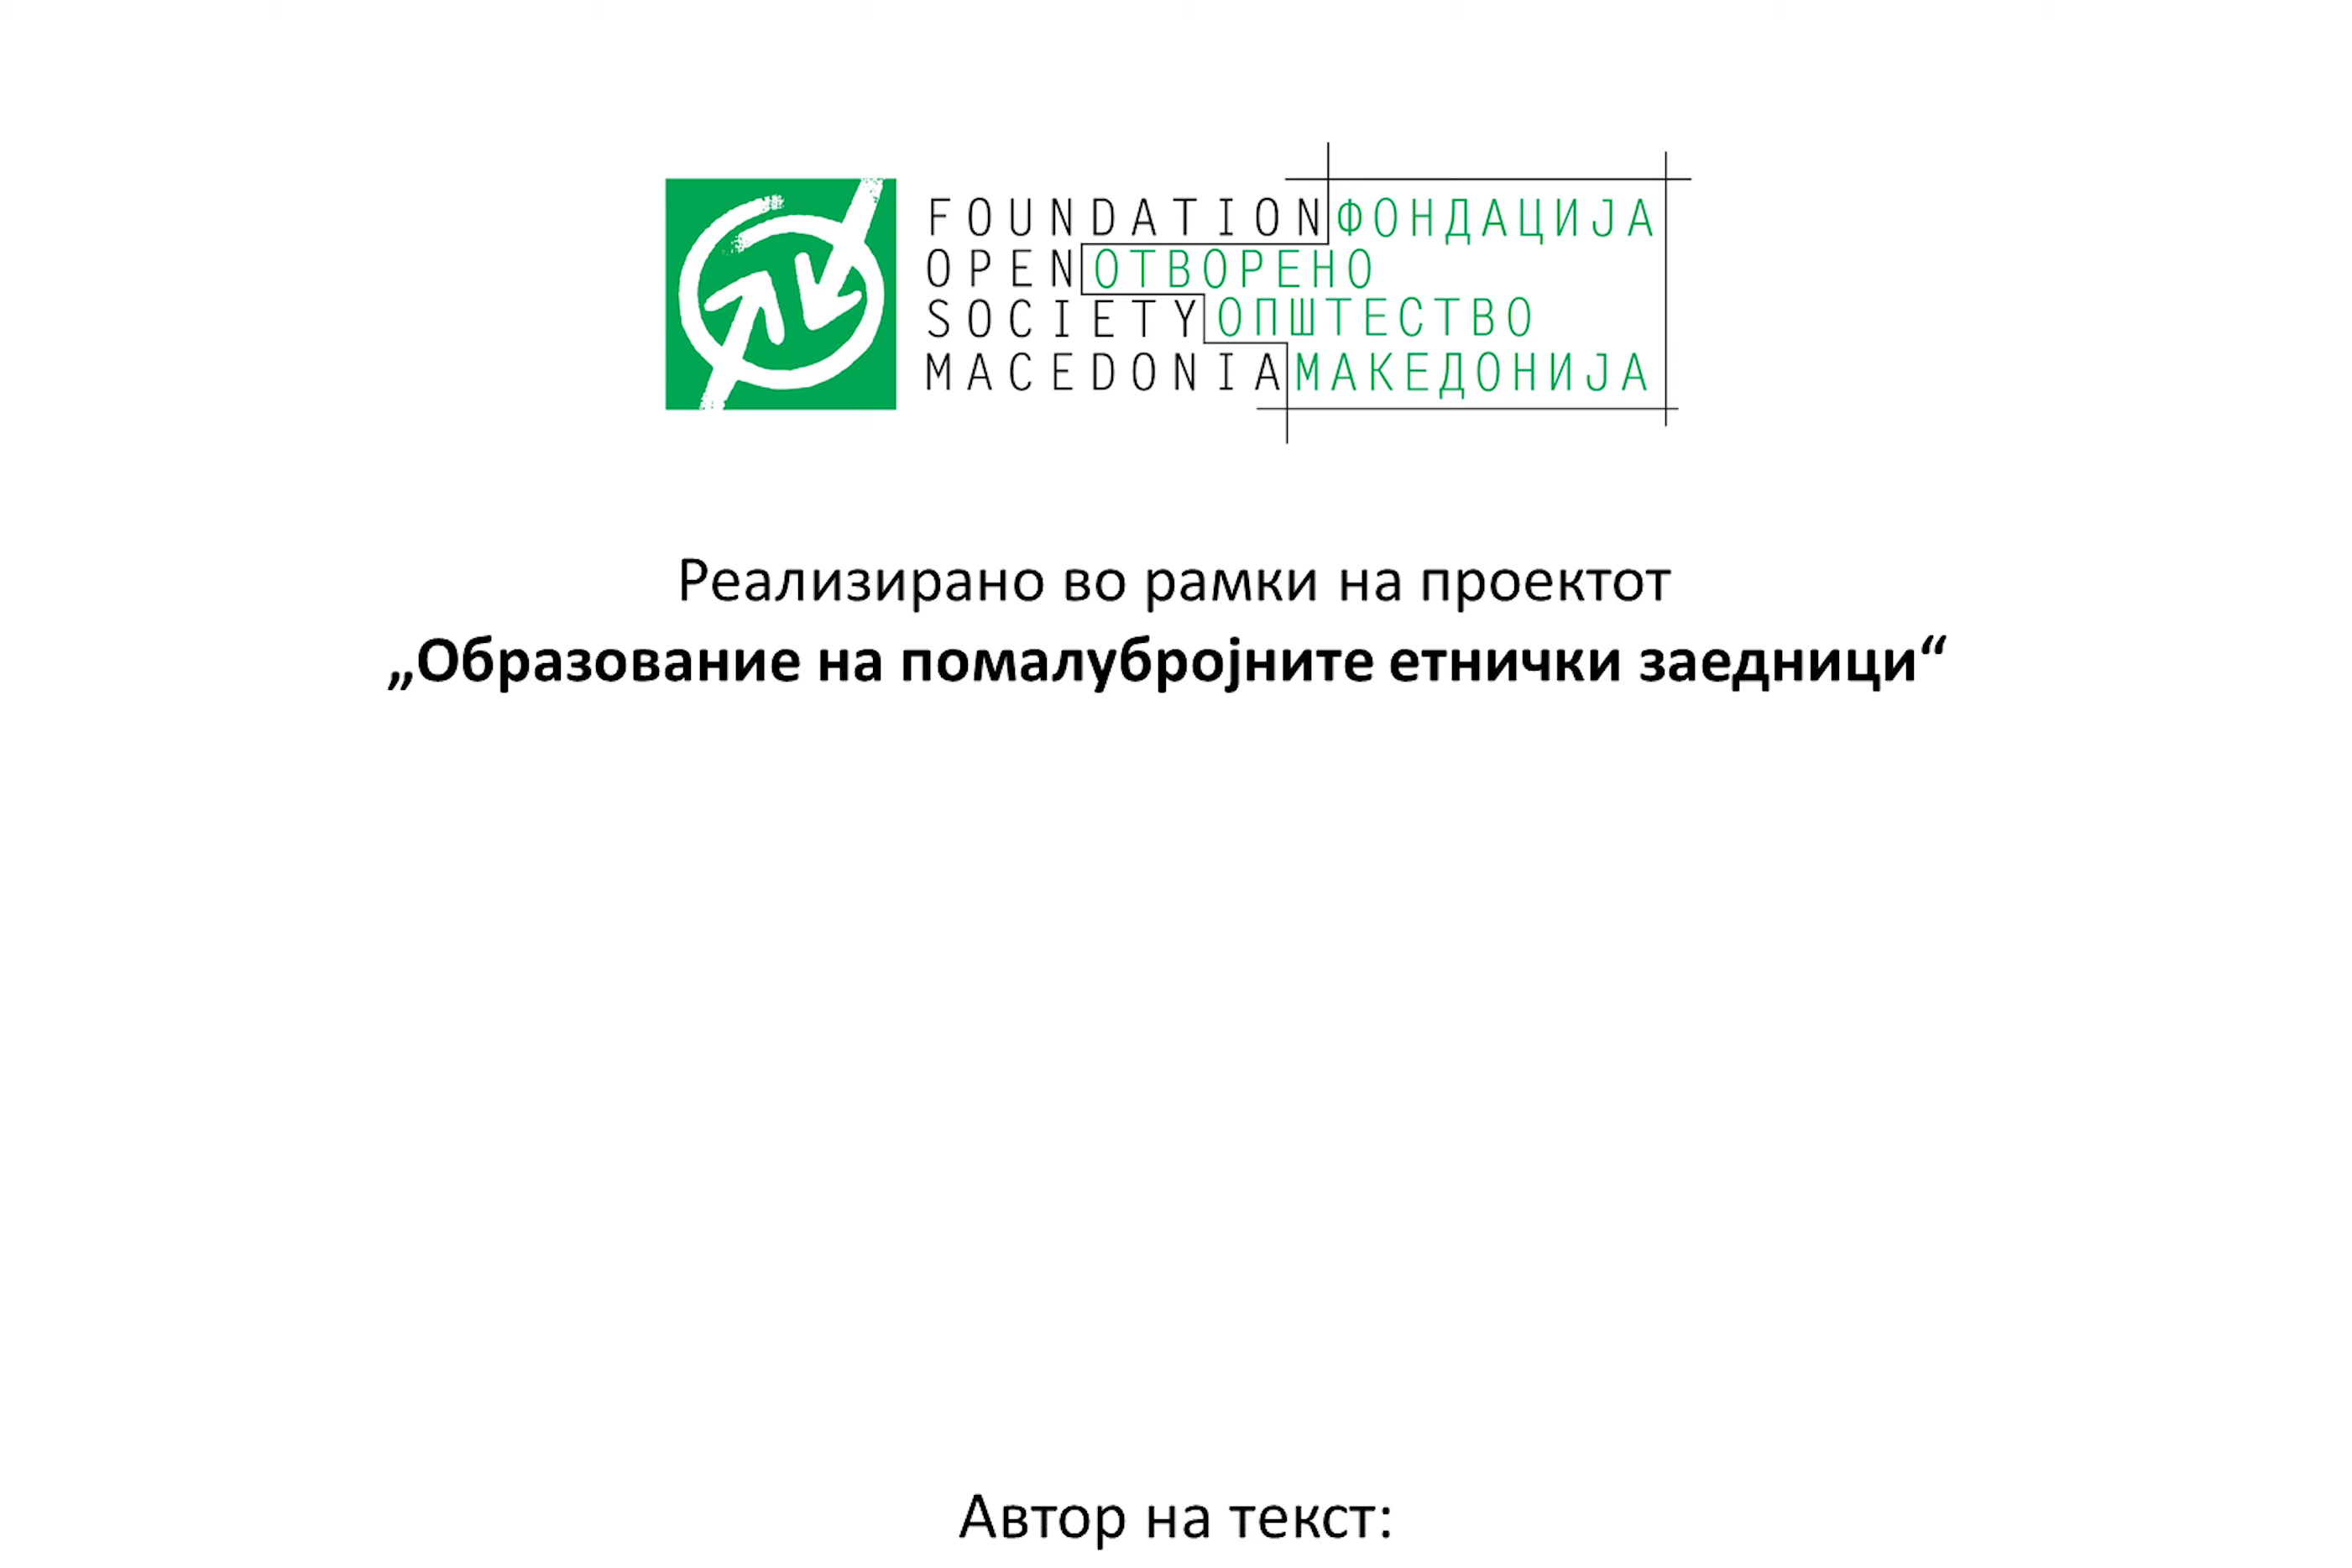 FOUNDATION ФОНДАЦИЈА
OPEN ОТВОРЕНО
SOCIETY ОПШТЕСТВО
MACEDONIA МАКЕДОНИЈА
Реализирано во рамки на проектот
„Образование на помалубројните етнички заедници“
Автор на текст: